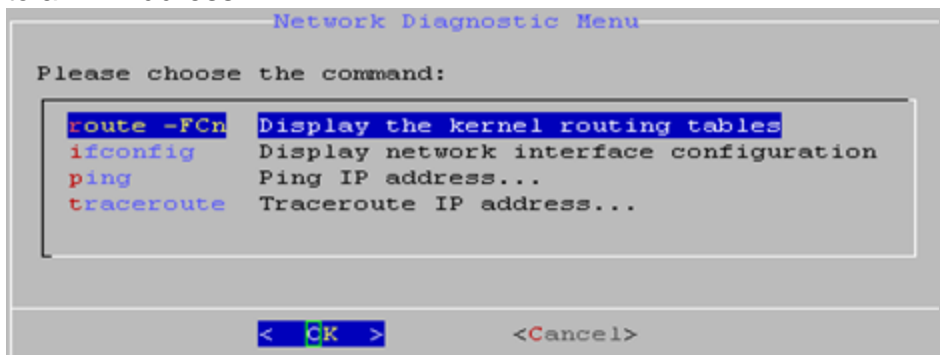 Network Diagnostic Menu
Please choose the command:
route -FCn Display the kernel routing tables
ifconfig Display network interface configuration
ping Ping IP address...
traceroute Traceroute IP address...
< OK > <Cancel>